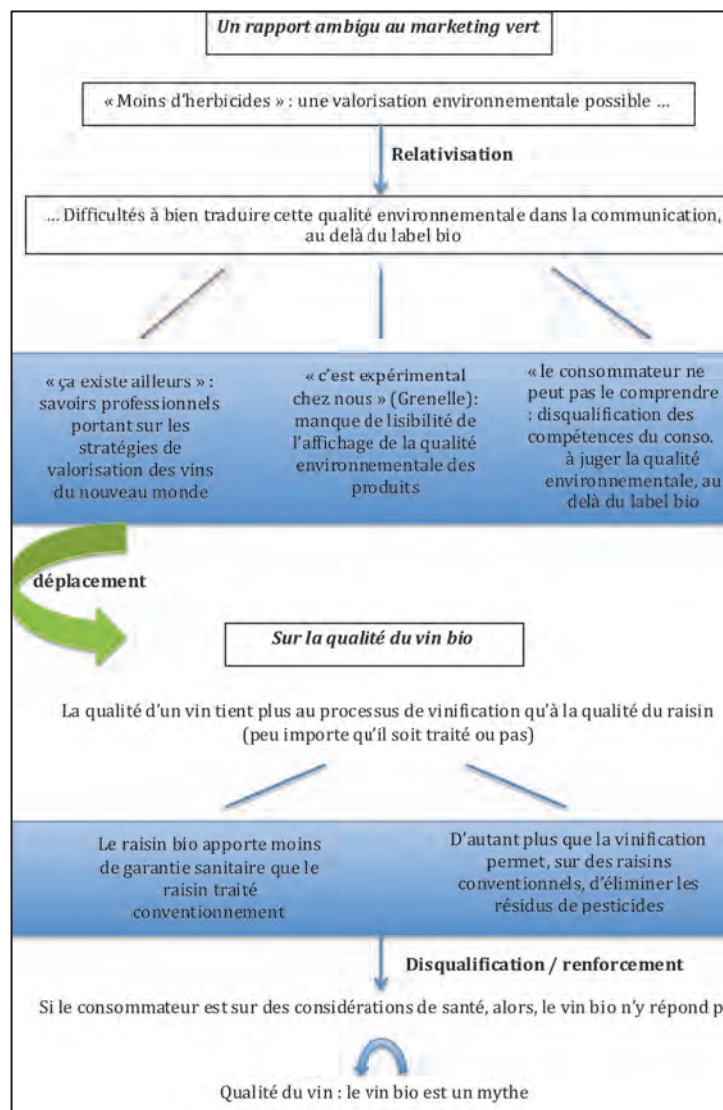 Un rapport ambigu au marketing vert
« Moins d'herbicides » : une valorisation environnementale possible …
Relativisation
… Difficultés à bien traduire cette qualité environnementale dans la communication,
au delà du label bio
« ça existe ailleurs » :
savoirs professionnels
portant sur les
stratégies de
valorisation des vins
du nouveau monde
« c'est expérimental
chez nous » (Grenelle):
manque de lisibilité de
l'affichage de la qualité
environnementale des
produits
« le consommateur ne
peut pas le comprendre
: disqualification des
compétences du conso.
à juger la qualité
environnementale, au
delà du label bio
déplacement
Sur la qualité du vin bio
La qualité d'un vin tient plus au processus de vinification qu'à la qualité du raisin
(peu importe qu'il soit traité ou pas)
Le raisin bio apporte moins
de garantie sanitaire que le
raisin traité
conventionnement
D'autant plus que la vinification
permet, sur des raisins
conventionnels, d'éliminer les
résidus de pesticides
Disqualification / renforcement
Si le consommateur est sur des considérations de santé, alors, le vin bio n'y répond p
Qualité du vin : le vin bio est un mythe